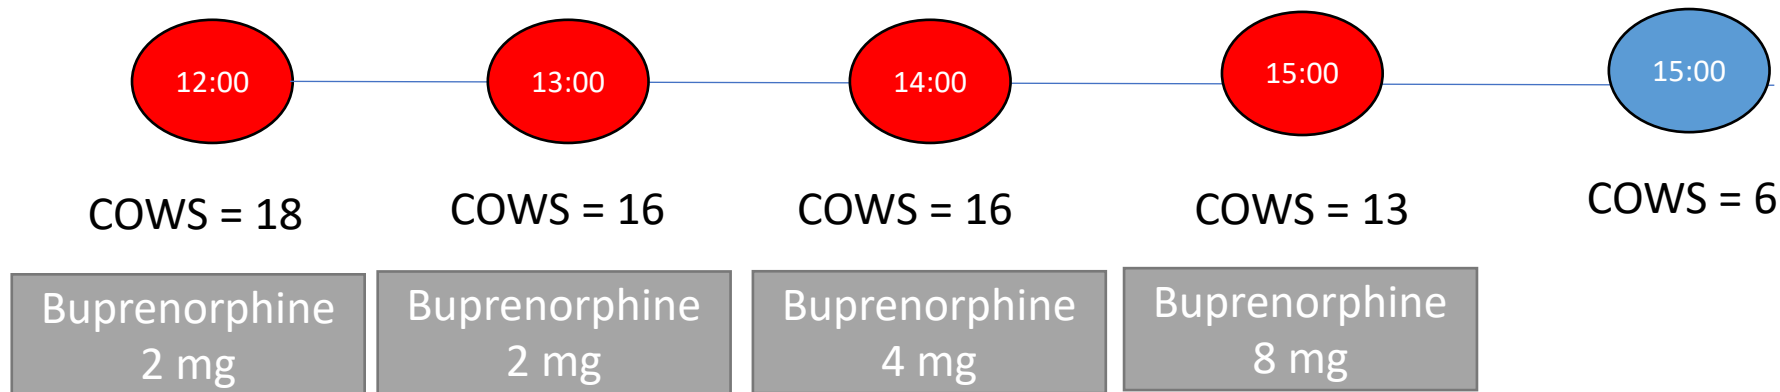 12:00
13:00
14:00
15:00
15:00
COWS = 18
COWS = 16
COWS = 16
COWS = 13
COWS = 6
Buprenorphine
2 mg
Buprenorphine
2 mg
Buprenorphine
4 mg
Buprenorphine
8 mg